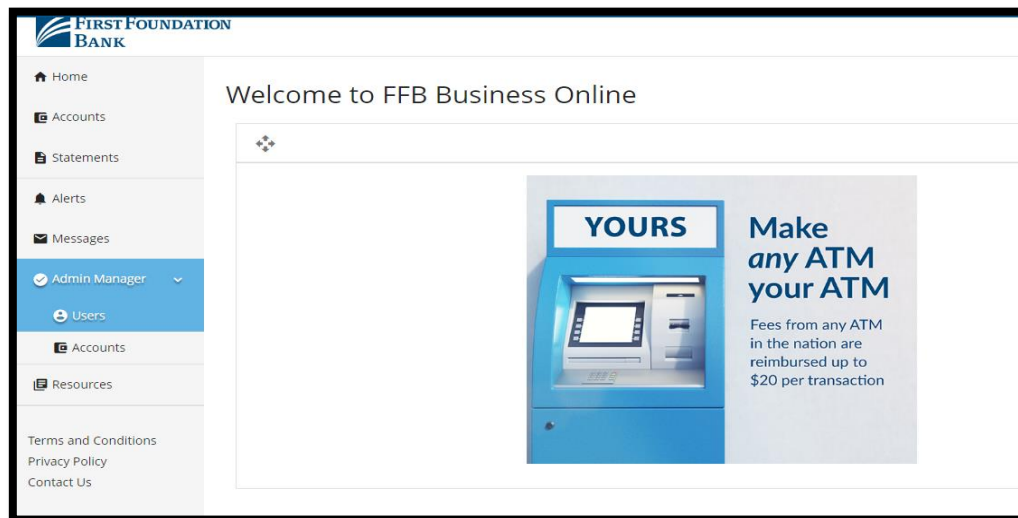 FIRST FOUNDATION
BANK
Home
Accounts
Statements
Alerts
Messages
Admin Manager
Users
Accounts
Resources
Terms and Conditions
Privacy Policy
Contact Us
Welcome to FFB Business Online
YOURS
Make
any ATM
your ATM
Fees from any ATM
in the nation are
reimbursed up to
$20 per transaction